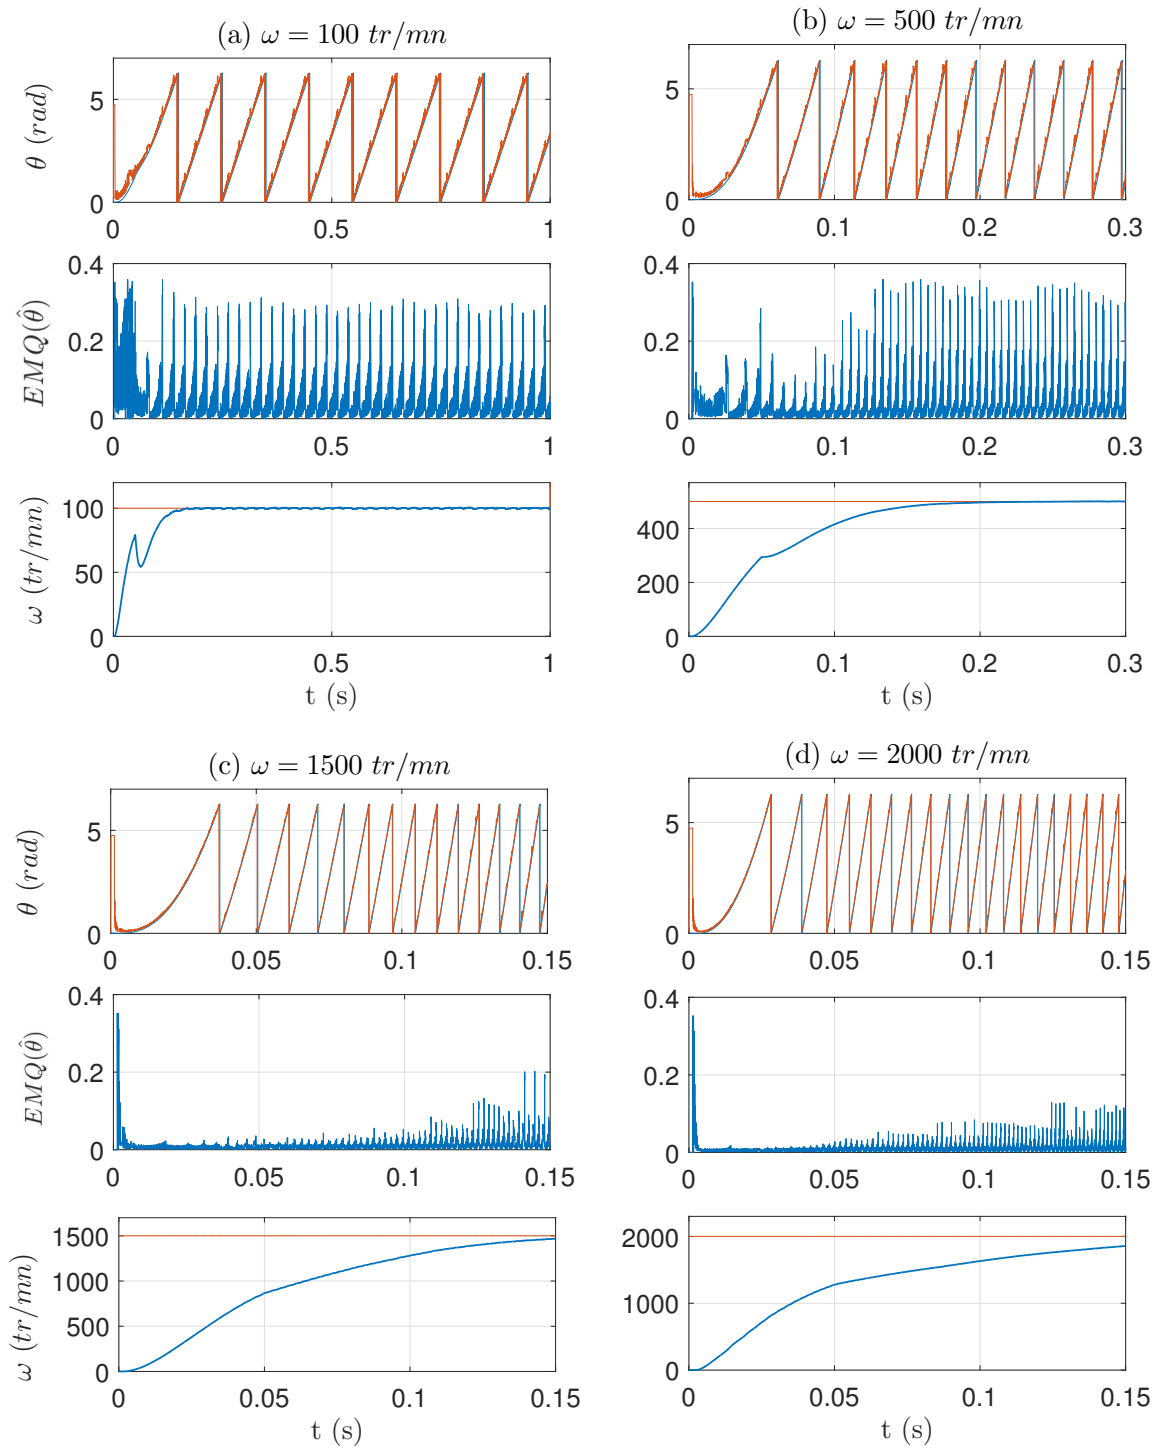 (a) ω = 100 tr/mn
θ (rad)
5
0
0 0.5 1
EMQ(θ̂)
0.4
0.2
0
0 0.5 1
ω (tr/mn)
100
50
0
0 0.5 1
t (s)
(b) ω = 500 tr/mn
5
0
0 0.1 0.2 0.3
0.4
0.2
0
0 0.1 0.2 0.3
400
200
0
0 0.1 0.2 0.3
t (s)
(c) ω = 1500 tr/mn
θ (rad)
5
0
0 0.05 0.1 0.15
EMQ(θ̂)
0.4
0.2
0
0 0.05 0.1 0.15
ω (tr/mn)
1500
1000
500
0
0 0.05 0.1 0.15
t (s)
(d) ω = 2000 tr/mn
5
0
0 0.05 0.1 0.15
0.4
0.2
0
0 0.05 0.1 0.15
2000
1000
0
0 0.05 0.1 0.15
t (s)